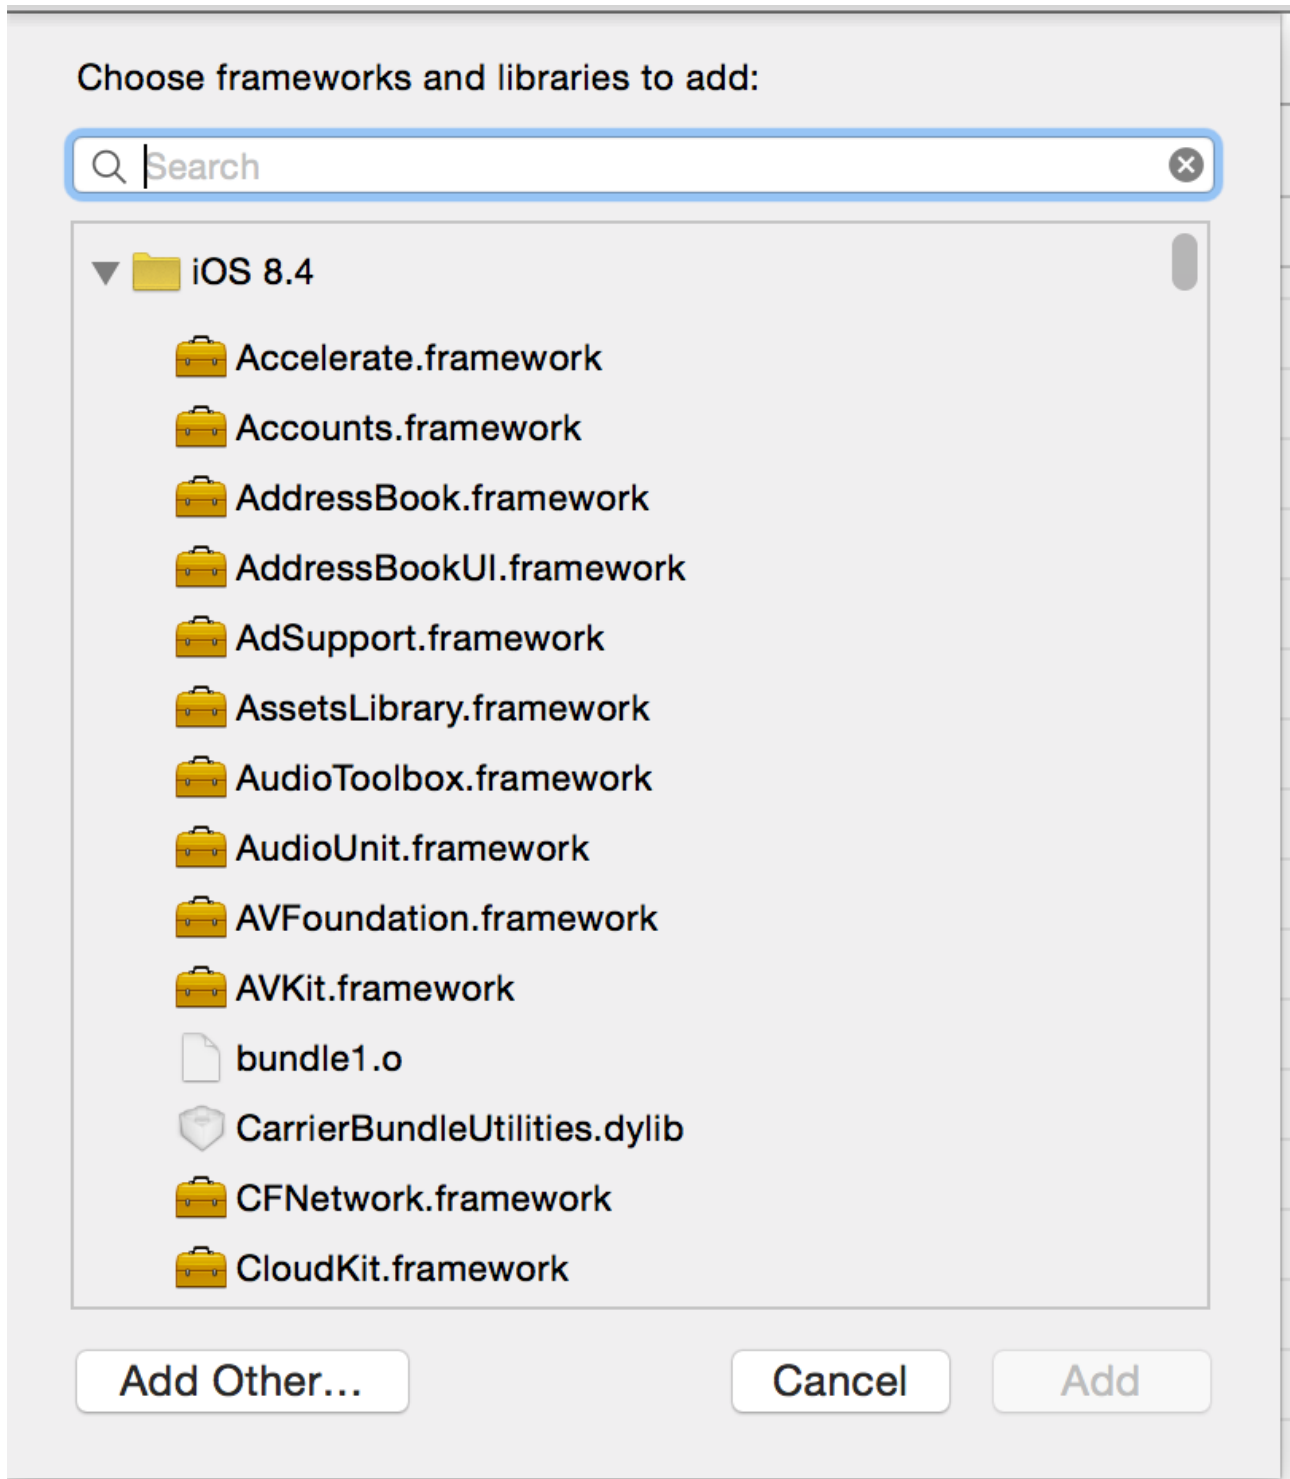 Choose frameworks and libraries to add:
Search
iOS 8.4
Accelerate.framework
Accounts.framework
AddressBook.framework
AddressBookUI.framework
AdSupport.framework
AssetsLibrary.framework
AudioToolbox.framework
AudioUnit.framework
AVFoundation.framework
AVKit.framework
bundle1.o
CarrierBundleUtilities.dylib
CFNetwork.framework
CloudKit.framework
Add Other... Cancel Add